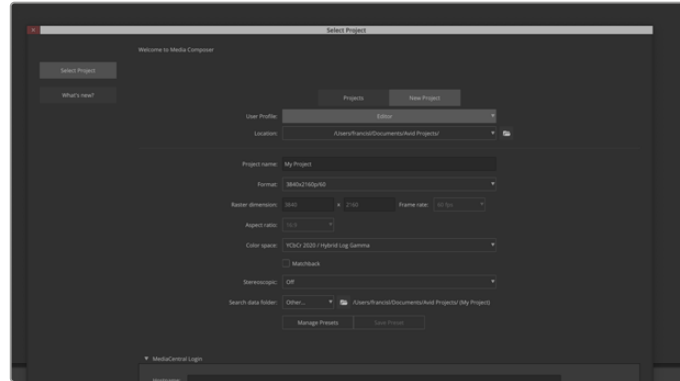 Select Project
Welcome to Media Composer
Select Project
What's new?
Projects New Project
User Profile: Editor
Location: /Users/francisl/Documents/Avid Projects/
Project name: My Project
Format: 3840x2160p/60
Raster dimension: 3840 x 2160 Frame rate: 60 fps
Aspect ratio: 16:9
Color space: YCbCr 2020 / Hybrid Log Gamma
Matchback
Stereoscopic: Off
Search data folder: Other... /Users/francisl/Documents/Avid Projects/ (My Project)
Manage Presets Save Preset
MediaCentral Login